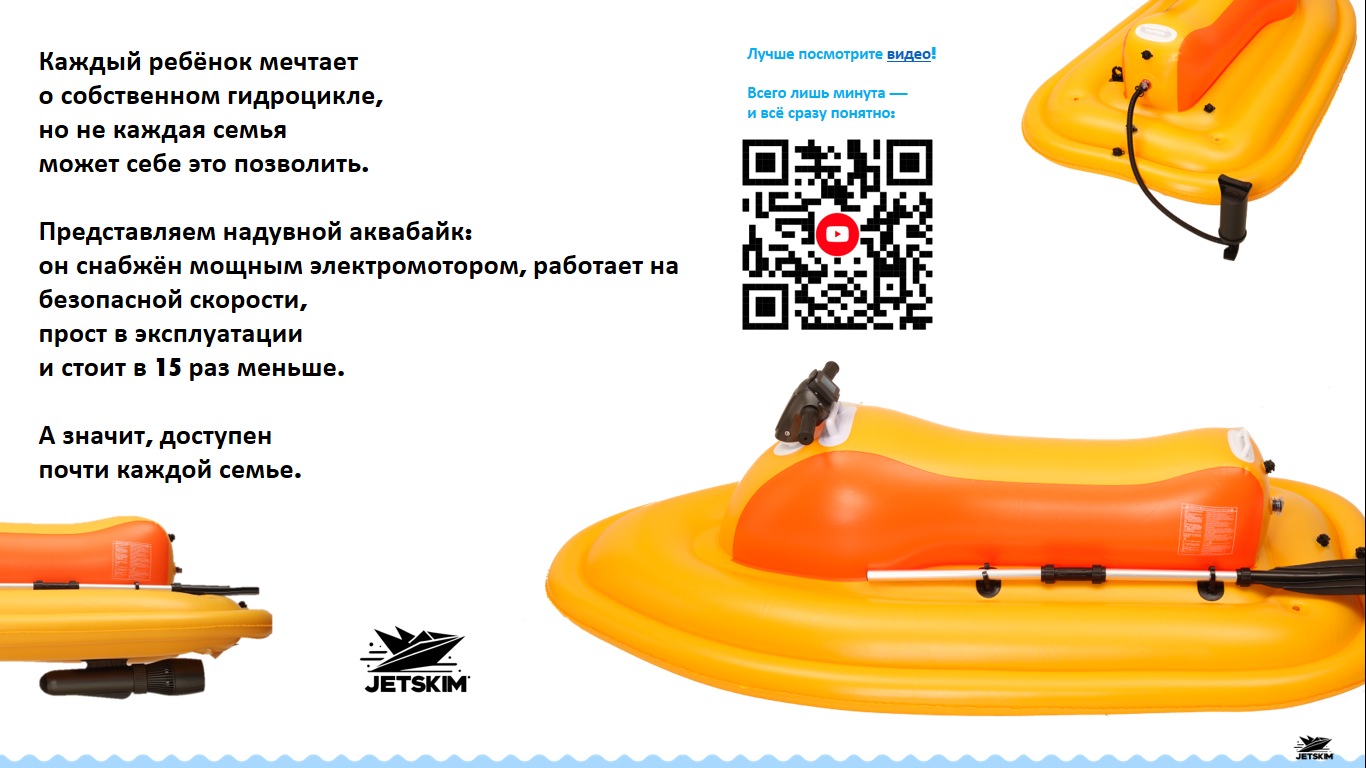 Каждый ребёнок мечтает
о собственном гидроцикле,
но не каждая семья
может себе это позволить.
Представляем надувной аквабайк:
он снабжён мощным электромотором, работает на
безопасной скорости,
прост в эксплуатации
и стоит в 15 раз меньше.
А значит, доступен
почти каждой семье.
Лучше посмотрите видео!
Всего лишь минута —
и всё сразу понятно:
JETSKIM
JETSKIM